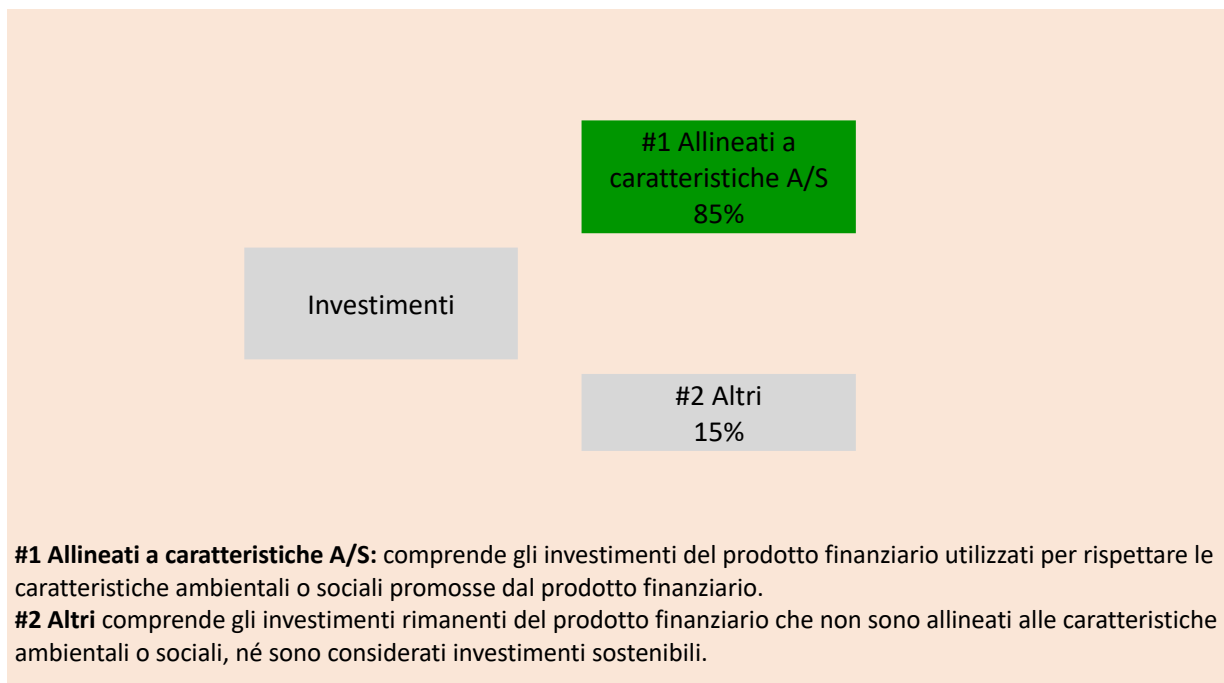 #1 Allineati a
caratteristiche A/S
85%
Investimenti
#2 Altri
15%
#1 Allineati a caratteristiche A/S: comprende gli investimenti del prodotto finanziario utilizzati per rispettare le
caratteristiche ambientali o sociali promosse dal prodotto finanziario.
#2 Altri comprende gli investimenti rimanenti del prodotto finanziario che non sono allineati alle caratteristiche
ambientali o sociali, né sono considerati investimenti sostenibili.